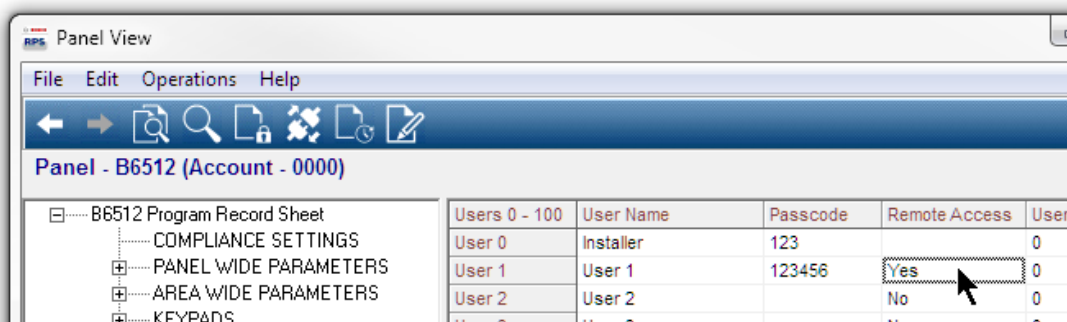 RPS Panel View
File Edit Operations Help
Panel - B6512 (Account - 0000)
B6512 Program Record Sheet
COMPLIANCE SETTINGS
PANEL WIDE PARAMETERS
AREA WIDE PARAMETERS
KEYPADS
Users 0 - 100 User Name Passcode Remote Access User
User 0 Installer 123 0
User 1 User 1 123456 Yes 0
User 2 User 2 No 0